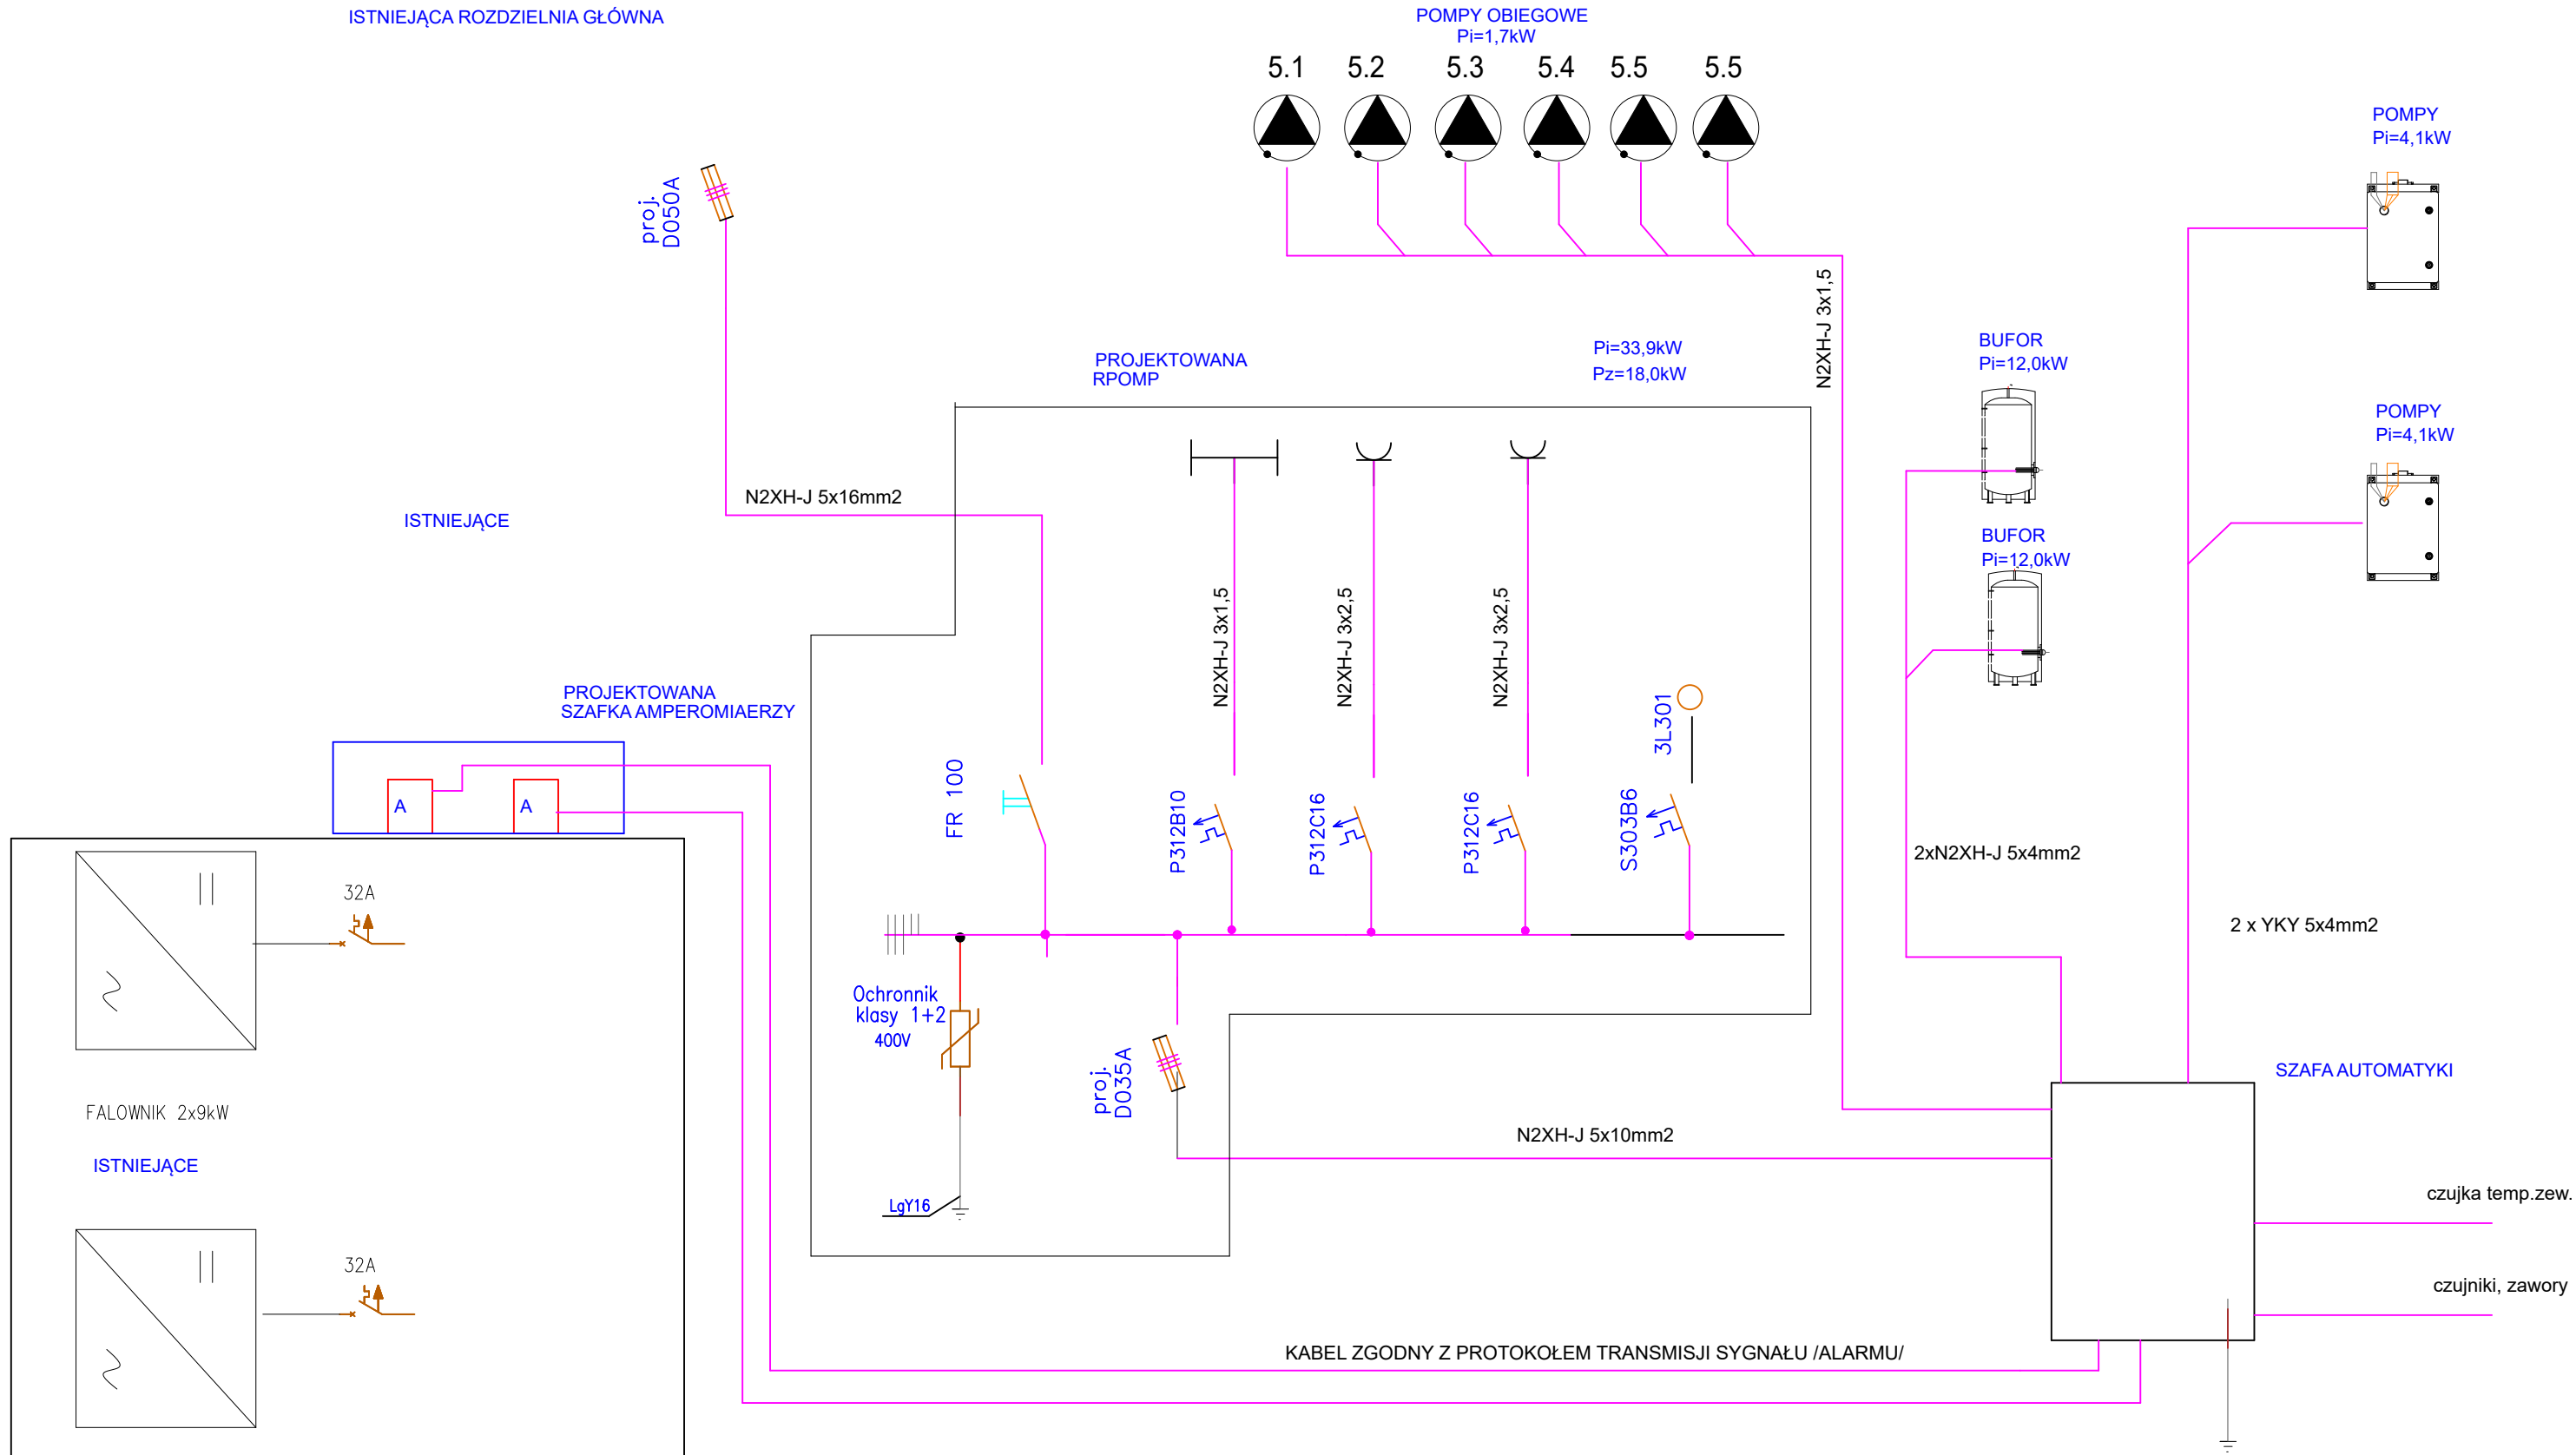 ISTNIEJĄCA ROZDZIELNIA GŁÓWNA
POMPY OBIEGOWE
Pi=1,7kW
5.1
5.2
5.3
5.4
5.5
5.5
POMPY
Pi=4,1kW
proj.
D050A
N2XH-J 3x1,5
PROJEKTOWANA
RPOMP
Pi=33,9kW
Pz=18,0kW
BUFOR
Pi=12,0kW
POMPY
Pi=4,1kW
N2XH-J 5x16mm2
ISTNIEJĄCE
BUFOR
Pi=12,0kW
N2XH-J 3x1,5
N2XH-J 3x2,5
N2XH-J 3x2,5
PROJEKTOWANA
SZAFKA AMPEROMIAERZY
3L301
A
A
FR 100
P312B10
P312C16
P312C16
S303B6
32A
2xN2XH-J 5x4mm2
2 x YKY 5x4mm2
Ochronnik
klasy 1+2
400V
proj.
D035A
SZAFA AUTOMATYKI
FALOWNIK 2x9kW
N2XH-J 5x10mm2
ISTNIEJĄCE
LgY16
czujka temp.zew.
32A
czujniki, zawory
KABEL ZGODNY Z PROTOKOŁEM TRANSMISJI SYGNAŁU /ALARMU/